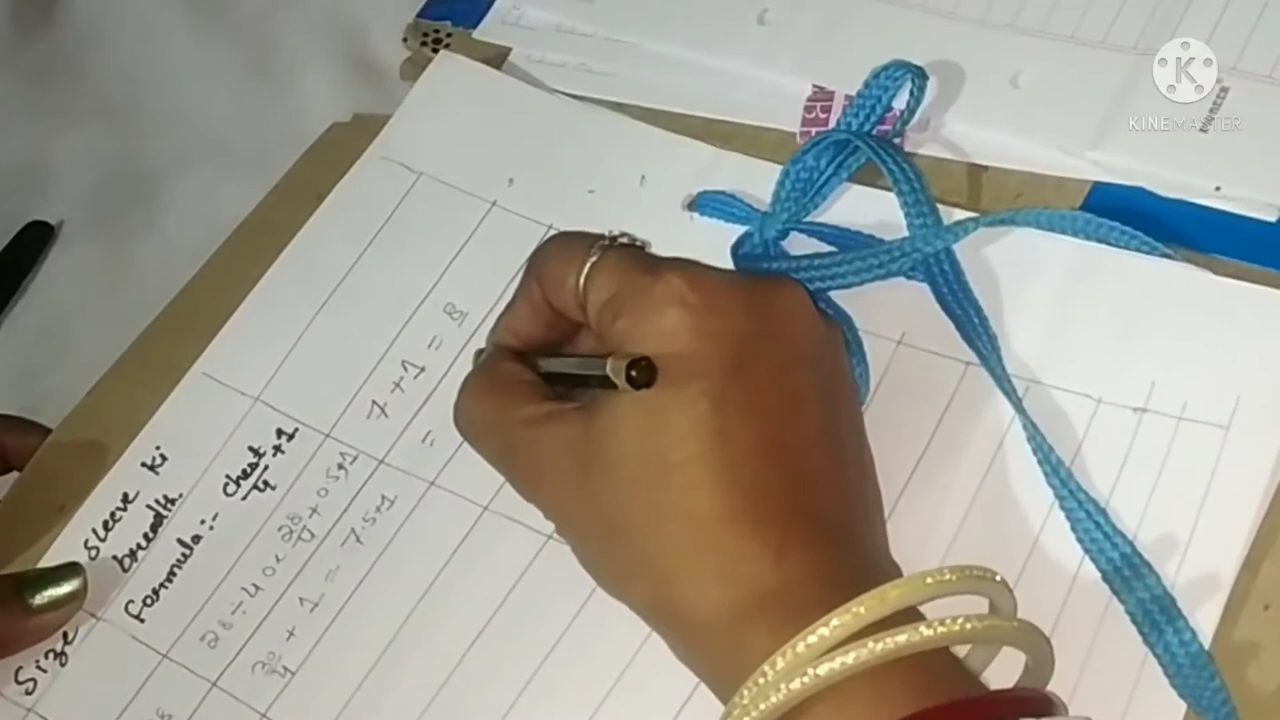 Size
Sleeve Ki
breadth
formula:- chest/4 + 1
28 ÷ 4 or 28/4 + 0.5+1
7 + 1 = 8
30/4 + 1 = 7.5+1
=
KINEMASTER